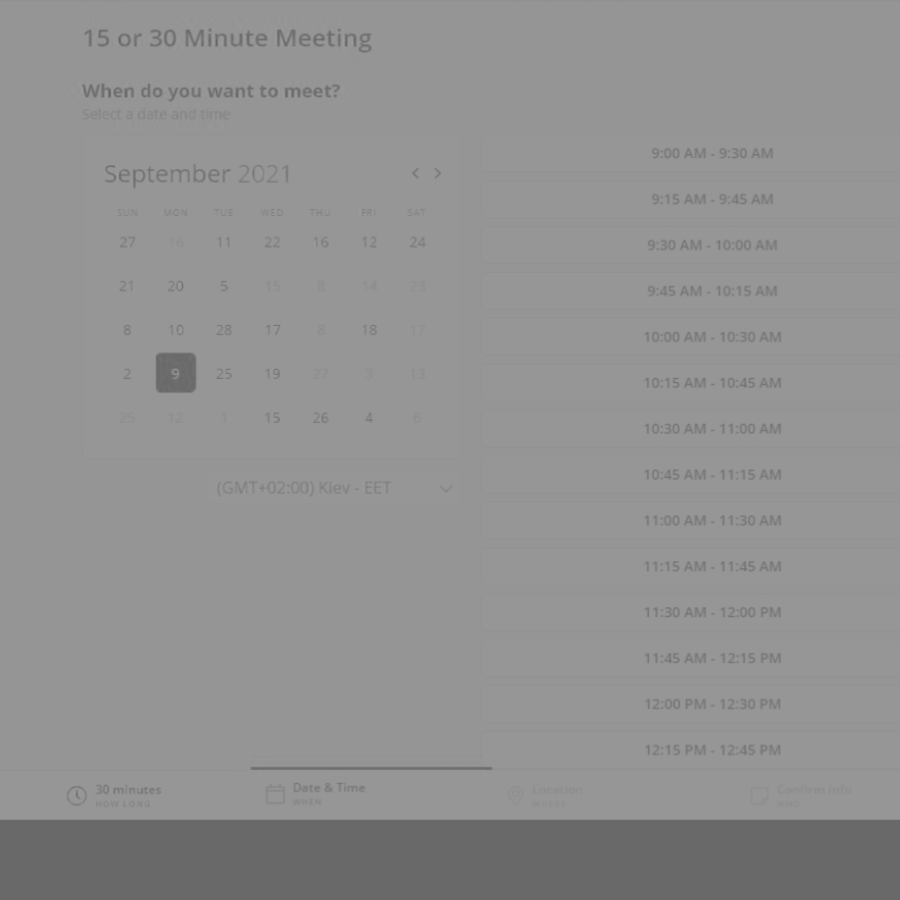 15 or 30 Minute Meeting
When do you want to meet?
Select a date and time
September 2021
SUN MON TUE WED THU FRI SAT
27 16 11 22 16 12 24
21 20 5 15 8 14 23
8 10 28 17 8 18 17
2 9 25 19 27 3 13
25 12 1 15 26 4 6
(GMT+02:00) Kiev - EET
9:00 AM - 9:30 AM
9:15 AM - 9:45 AM
9:30 AM - 10:00 AM
9:45 AM - 10:15 AM
10:00 AM - 10:30 AM
10:15 AM - 10:45 AM
10:30 AM - 11:00 AM
10:45 AM - 11:15 AM
11:00 AM - 11:30 AM
11:15 AM - 11:45 AM
11:30 AM - 12:00 PM
11:45 AM - 12:15 PM
12:00 PM - 12:30 PM
12:15 PM - 12:45 PM
30 minutes
HOW LONG
Date & Time
WHEN
Location
WHERE
Confirm info
WHO